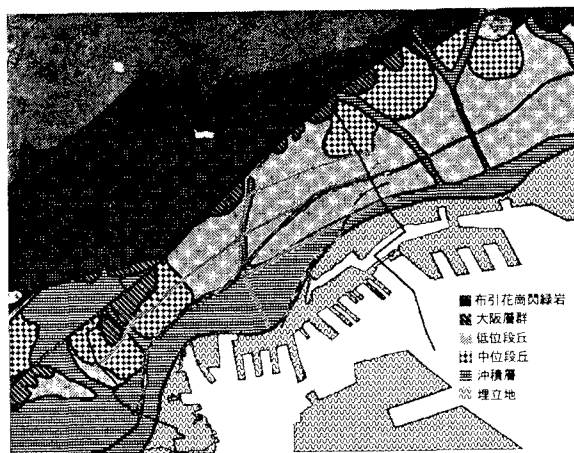 布引花崗閃緑岩
大阪層群
低位段丘
中位段丘
沖積層
埋立地